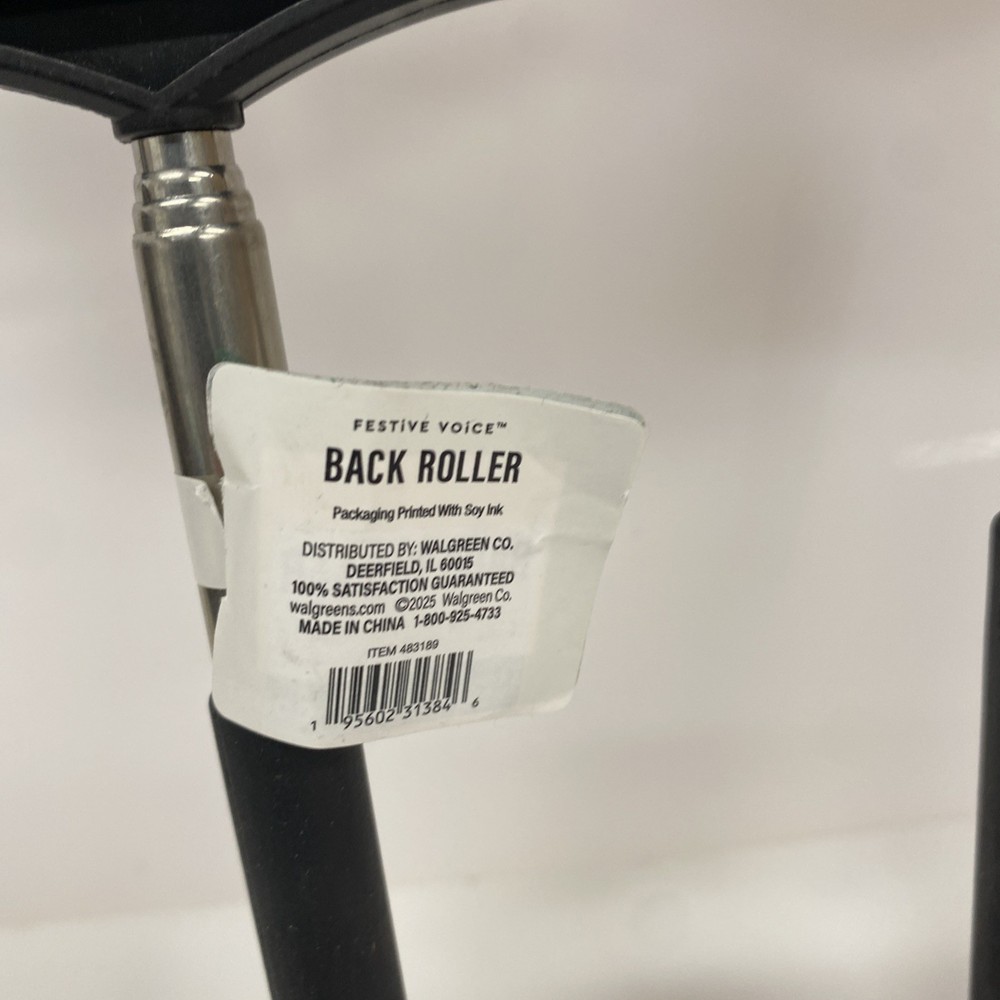 FESTiVÉ VOiCE™
BACK ROLLER
Packaging Printed With Soy Ink
DISTRIBUTED BY: WALGREEN CO.
DEERFIELD, IL 60015
100% SATISFACTION GUARANTEED
walgreens.com ©2025 Walgreen Co.
MADE IN CHINA 1-800-925-4733
ITEM 483189
1 95602 31384 6